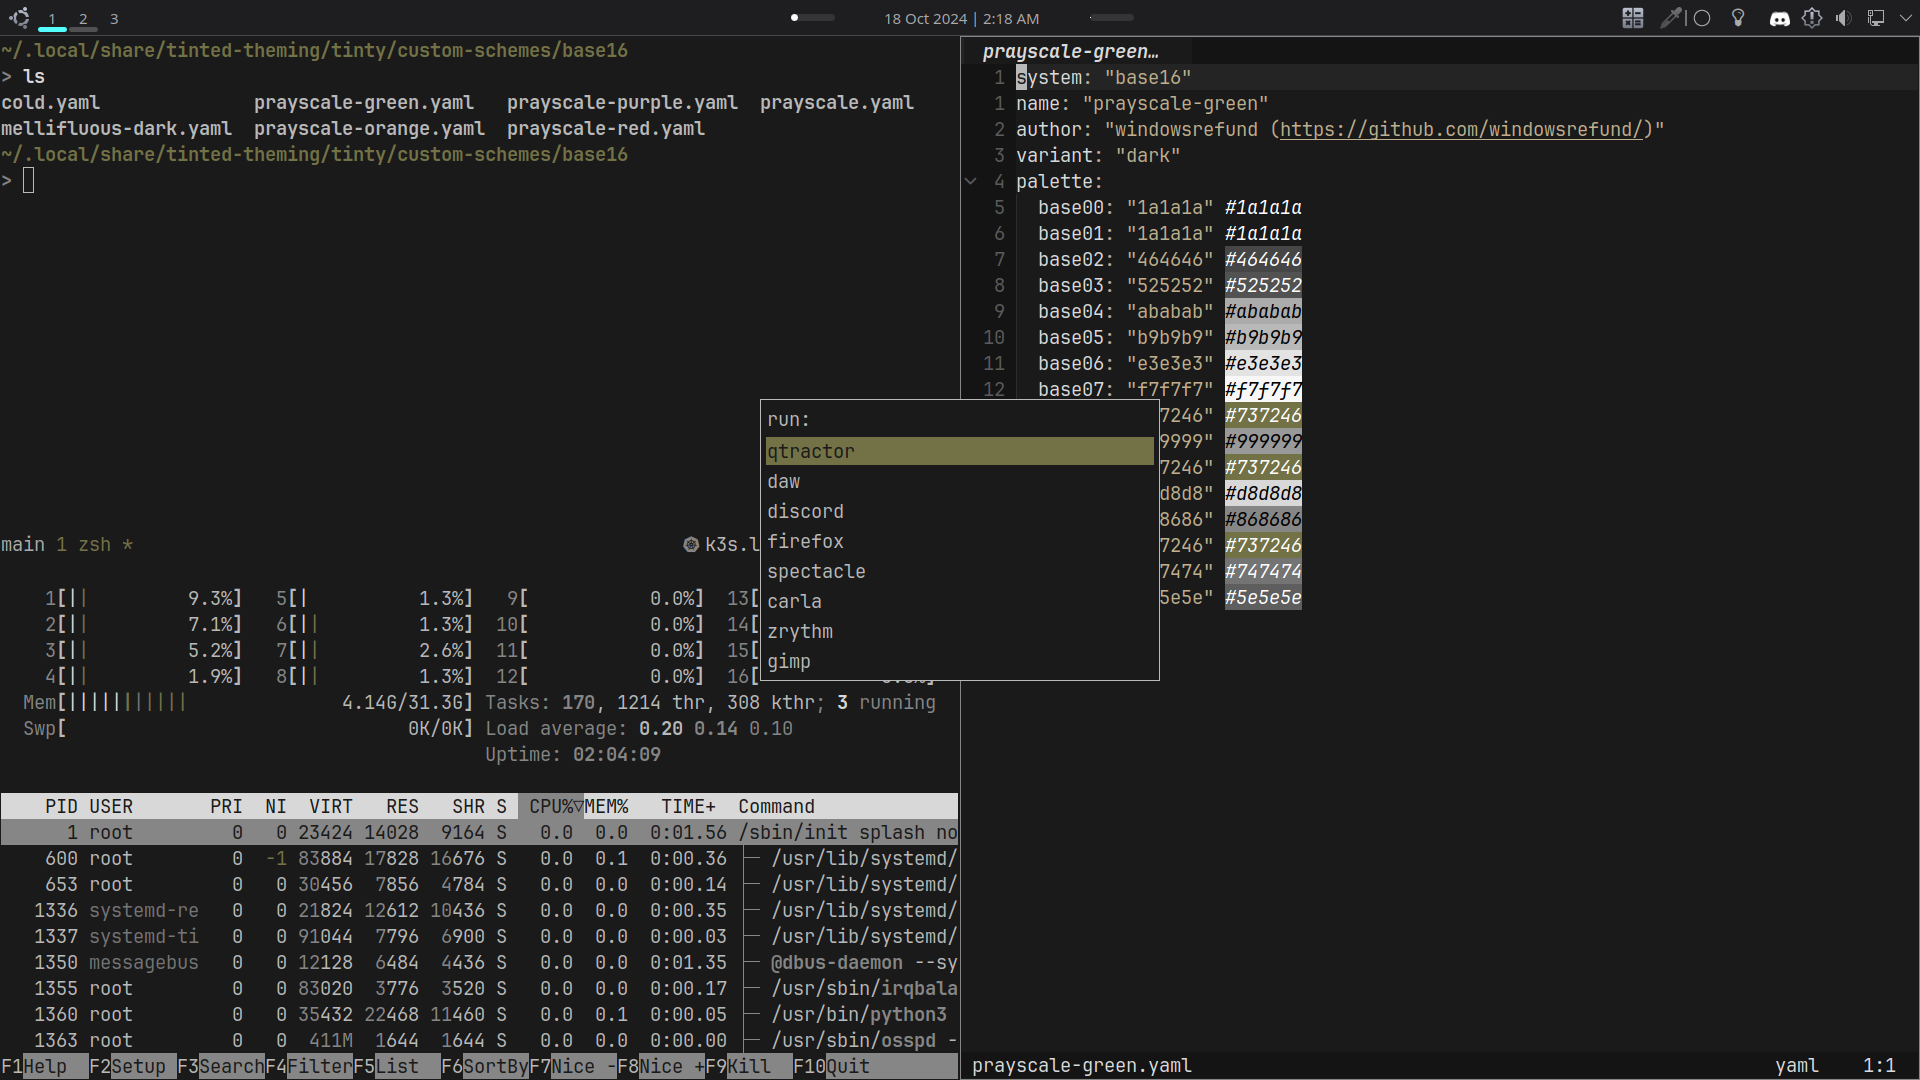 1 2 3
18 Oct 2024 | 2:18 AM
~/.local/share/tinted-theming/tinty/custom-schemes/base16
> ls
cold.yaml prayscale-green.yaml prayscale-purple.yaml prayscale.yaml
mellifluous-dark.yaml prayscale-orange.yaml prayscale-red.yaml
~/.local/share/tinted-theming/tinty/custom-schemes/base16
>
main 1 zsh *
k3s.l
1[|| 9.3%] 5[| 1.3%] 9[ 0.0%] 13[
2[|| 7.1%] 6[|| 1.3%] 10[ 0.0%] 14[
3[|| 5.2%] 7[|| 2.6%] 11[ 0.0%] 15[
4[|| 1.9%] 8[|| 1.3%] 12[ 0.0%] 16[
Mem[||||||||||| 4.14G/31.3G] Tasks: 170, 1214 thr, 308 kthr; 3 running
Swp[ 0K/0K] Load average: 0.20 0.14 0.10
Uptime: 02:04:09
PID USER PRI NI VIRT RES SHR S CPU%▽MEM% TIME+ Command
1 root 0 0 23424 14028 9164 S 0.0 0.0 0:01.56 /sbin/init splash no
600 root 0 -1 83884 17828 16676 S 0.0 0.1 0:00.36 ├─ /usr/lib/systemd/
653 root 0 0 30456 7856 4784 S 0.0 0.0 0:00.14 ├─ /usr/lib/systemd/
1336 systemd-re 0 0 21824 12612 10436 S 0.0 0.0 0:00.35 ├─ /usr/lib/systemd/
1337 systemd-ti 0 0 91044 7796 6900 S 0.0 0.0 0:00.03 ├─ /usr/lib/systemd/
1350 messagebus 0 0 12128 6484 4436 S 0.0 0.0 0:01.35 ├─ @dbus-daemon --sy
1355 root 0 0 83020 3776 3520 S 0.0 0.0 0:00.17 ├─ /usr/sbin/irqbala
1360 root 0 0 35432 22468 11460 S 0.0 0.1 0:00.05 ├─ /usr/bin/python3
1363 root 0 0 411M 1644 1644 S 0.0 0.0 0:00.00 ├─ /usr/sbin/osspd -
F1Help F2Setup F3SearchF4FilterF5List F6SortByF7Nice -F8Nice +F9Kill F10Quit
prayscale-green…
1 system: "base16"
1 name: "prayscale-green"
2 author: "windowsrefund (https://github.com/windowsrefund/)"
3 variant: "dark"
4 palette:
5 base00: "1a1a1a" #1a1a1a
6 base01: "1a1a1a" #1a1a1a
7 base02: "464646" #464646
8 base03: "525252" #525252
9 base04: "ababab" #ababab
10 base05: "b9b9b9" #b9b9b9
11 base06: "e3e3e3" #e3e3e3
12 base07: "f7f7f7" #f7f7f7
7246" #737246
9999" #999999
7246" #737246
d8d8" #d8d8d8
8686" #868686
7246" #737246
7474" #747474
5e5e" #5e5e5e
run:
qtractor
daw
discord
firefox
spectacle
carla
zrythm
gimp
prayscale-green.yaml yaml 1:1